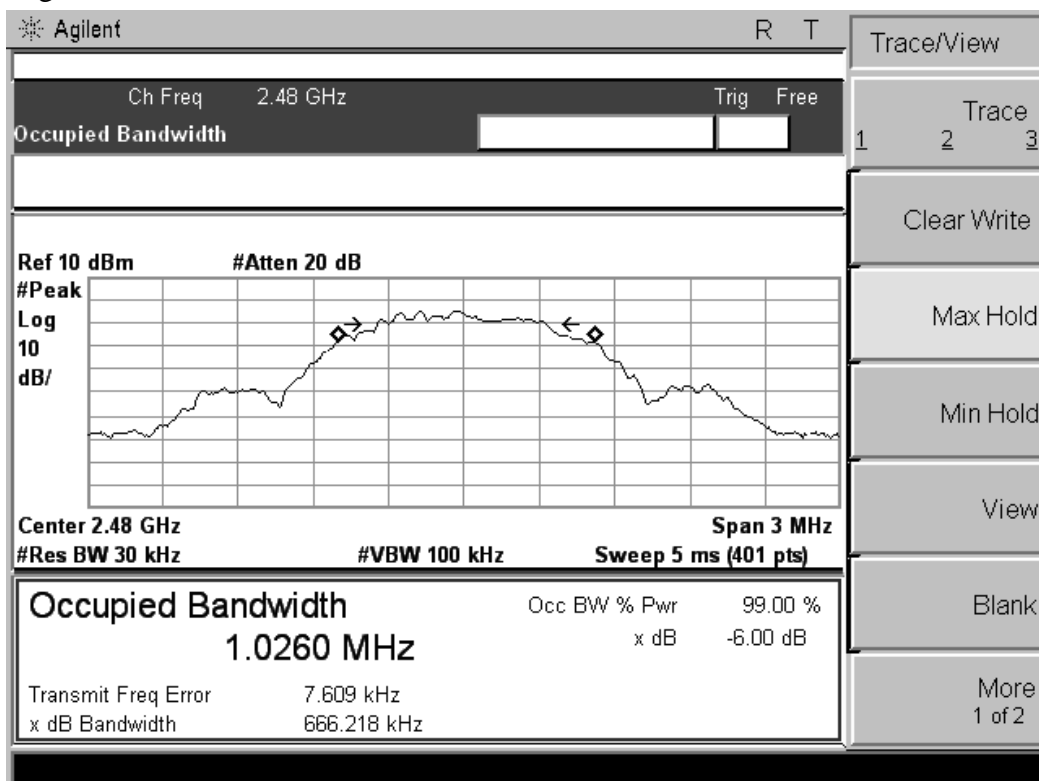 Agilent R T
Trace/View
Ch Freq 2.48 GHz Trig Free
Occupied Bandwidth
Trace
1 2 3
Clear Write
Ref 10 dBm #Atten 20 dB
#Peak
Log
10
dB/
Max Hold
Min Hold
View
Center 2.48 GHz Span 3 MHz
#Res BW 30 kHz #VBW 100 kHz Sweep 5 ms (401 pts)
Occupied Bandwidth Occ BW % Pwr 99.00 %
1.0260 MHz x dB -6.00 dB
Blank
Transmit Freq Error 7.609 kHz
x dB Bandwidth 666.218 kHz
More
1 of 2